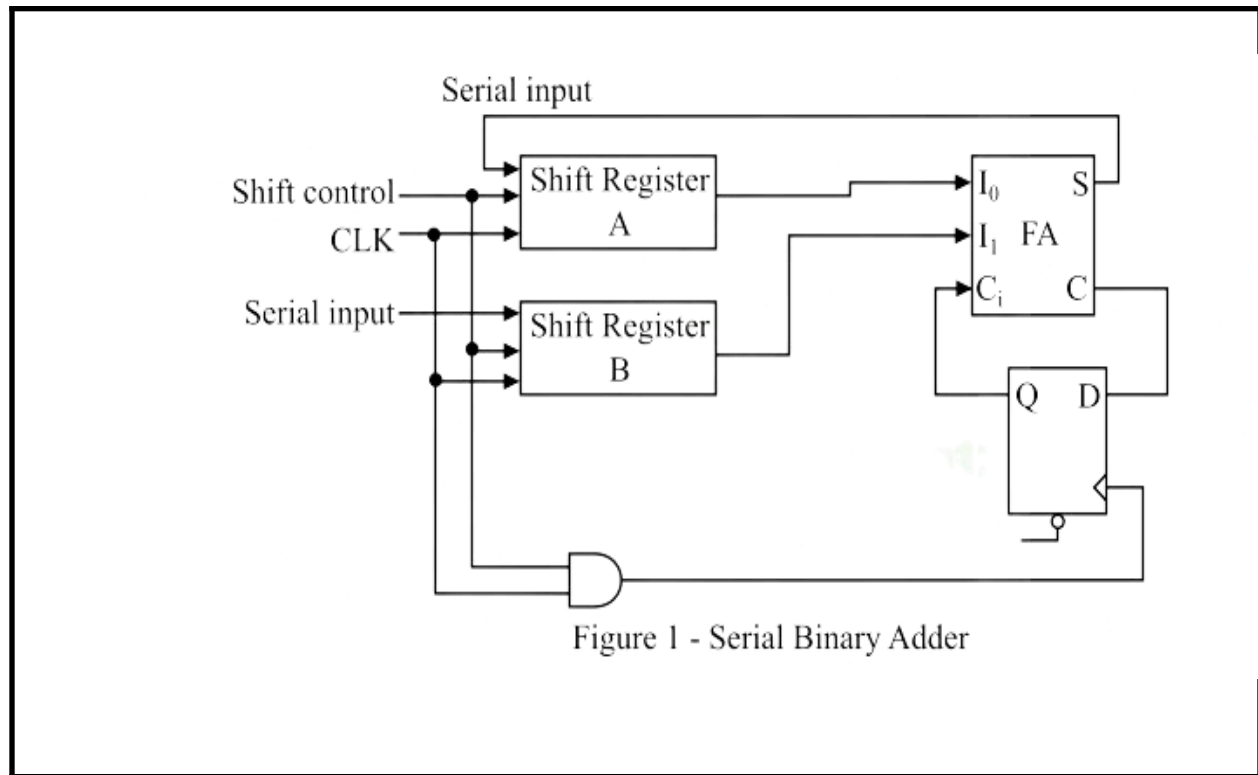 Serial input
Shift control
CLK
Serial input
Shift Register
A
Shift Register
B
I₀ S
I₁ FA
Cᵢ C
Q D
Figure 1 - Serial Binary Adder